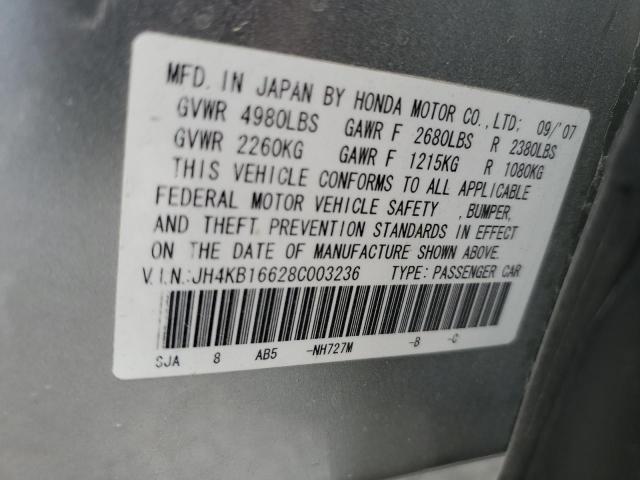 MFD. IN JAPAN BY HONDA MOTOR CO., LTD; 09/'07
GVWR 4980LBS GAWR F 2680LBS R 2380LBS
GVWR 2260KG GAWR F 1215KG R 1080KG
THIS VEHICLE CONFORMS TO ALL APPLICABLE
FEDERAL MOTOR VEHICLE SAFETY , BUMPER,
AND THEFT PREVENTION STANDARDS IN EFFECT
ON THE DATE OF MANUFACTURE SHOWN ABOVE.
V.I.N.:JH4KB16628C003236 TYPE: PASSENGER CAR
SJA 8 AB5 -NH727M -B -C